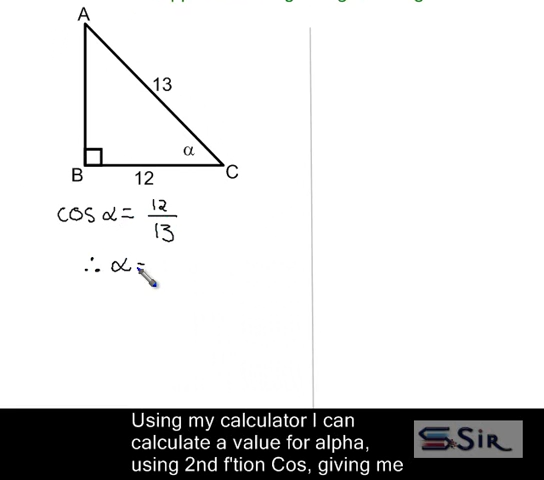 A
13
α
B
12
C
cos α = 12/13
∴ α =
Using my calculator I can
calculate a value for alpha,
using 2nd f'tion Cos, giving me
SIR